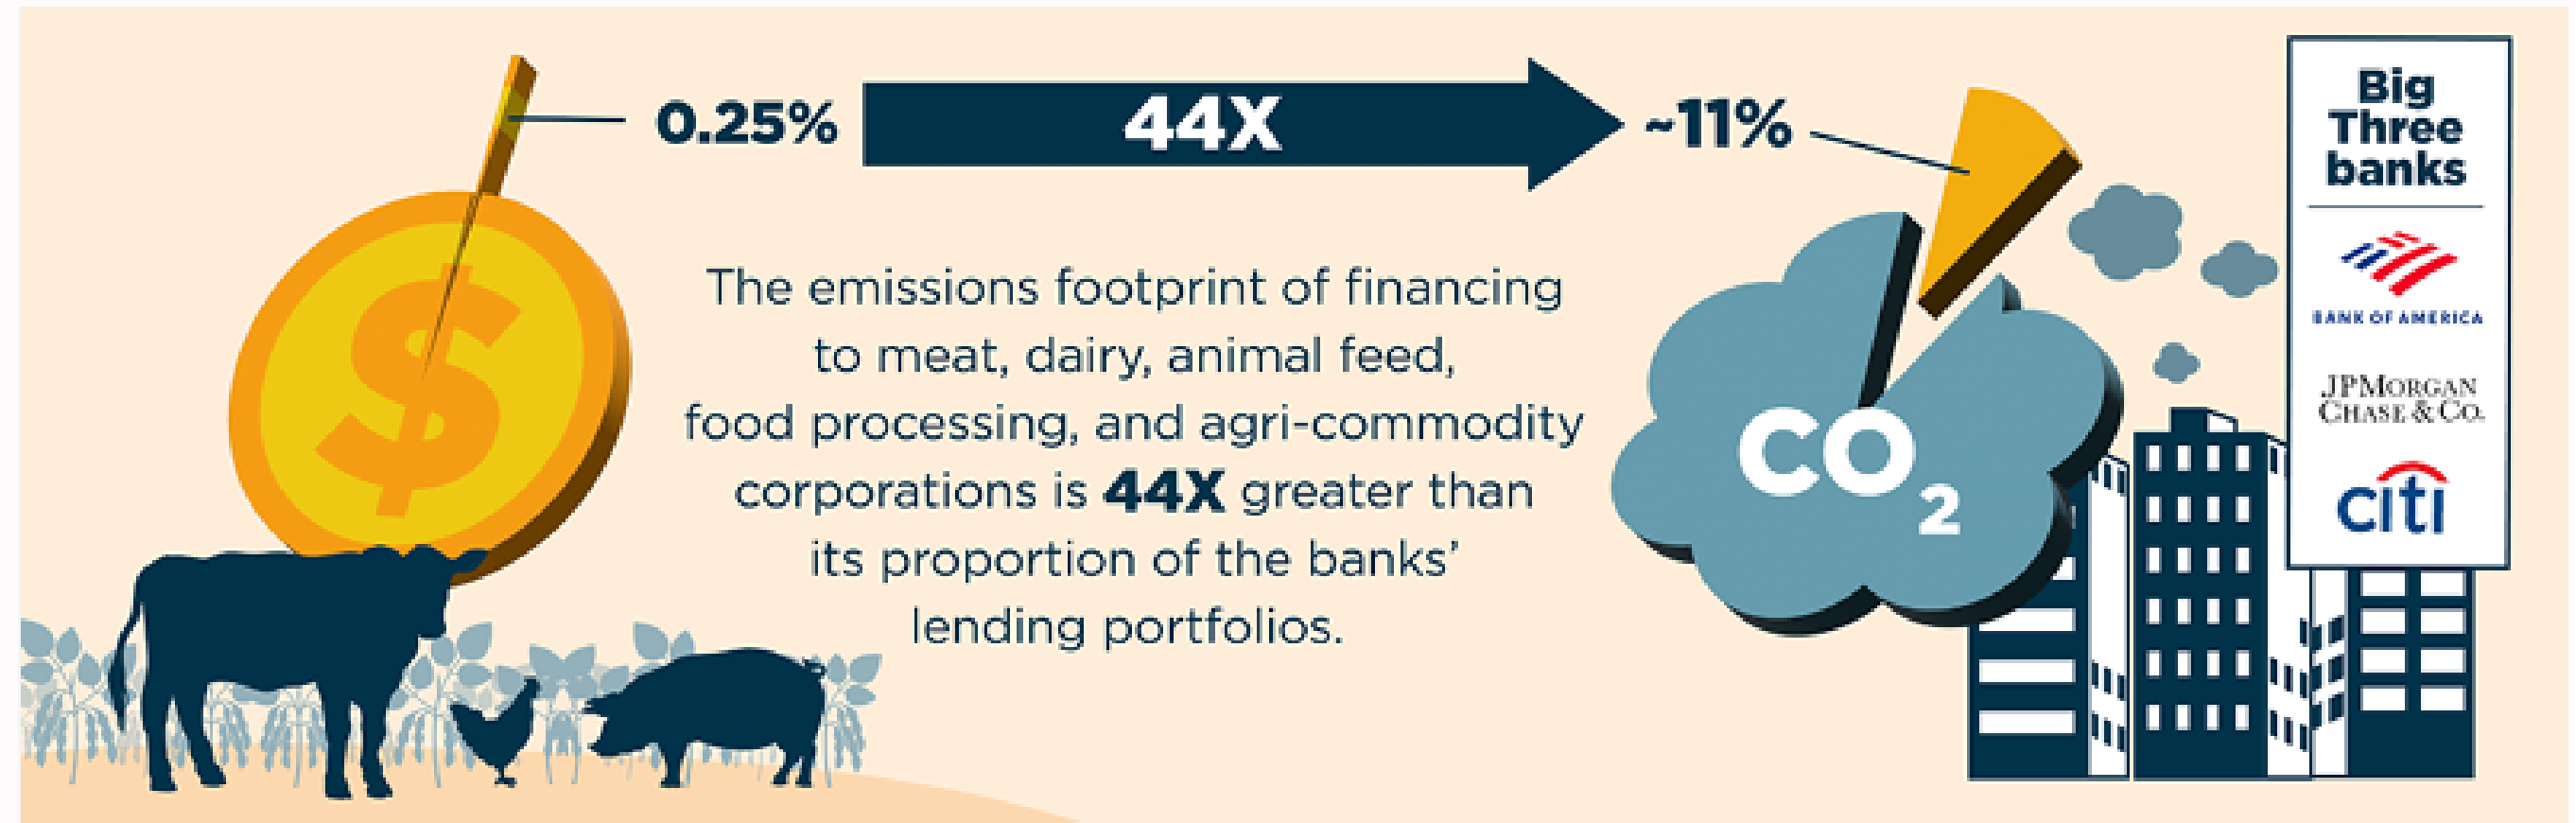 0.25%
44X
~11%
The emissions footprint of financing
to meat, dairy, animal feed,
food processing, and agri-commodity
corporations is 44X greater than
its proportion of the banks’
lending portfolios.
$
CO₂
Big
Three
banks
BANK OF AMERICA
JPMORGAN
CHASE & CO.
citi